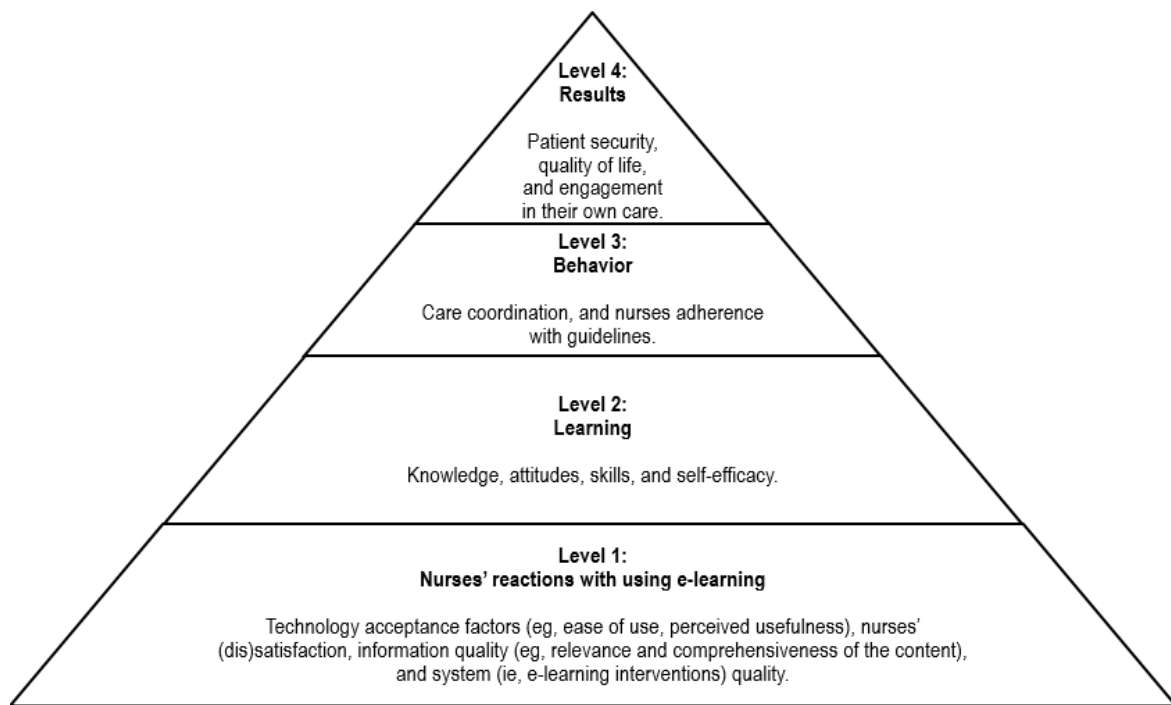 Level 4:
Results
Patient security,
quality of life,
and engagement
in their own care.
Level 3:
Behavior
Care coordination, and nurses adherence
with guidelines.
Level 2:
Learning
Knowledge, attitudes, skills, and self-efficacy.
Level 1:
Nurses’ reactions with using e-learning
Technology acceptance factors (eg, ease of use, perceived usefulness), nurses’
(dis)satisfaction, information quality (eg, relevance and comprehensiveness of the content),
and system (ie, e-learning interventions) quality.